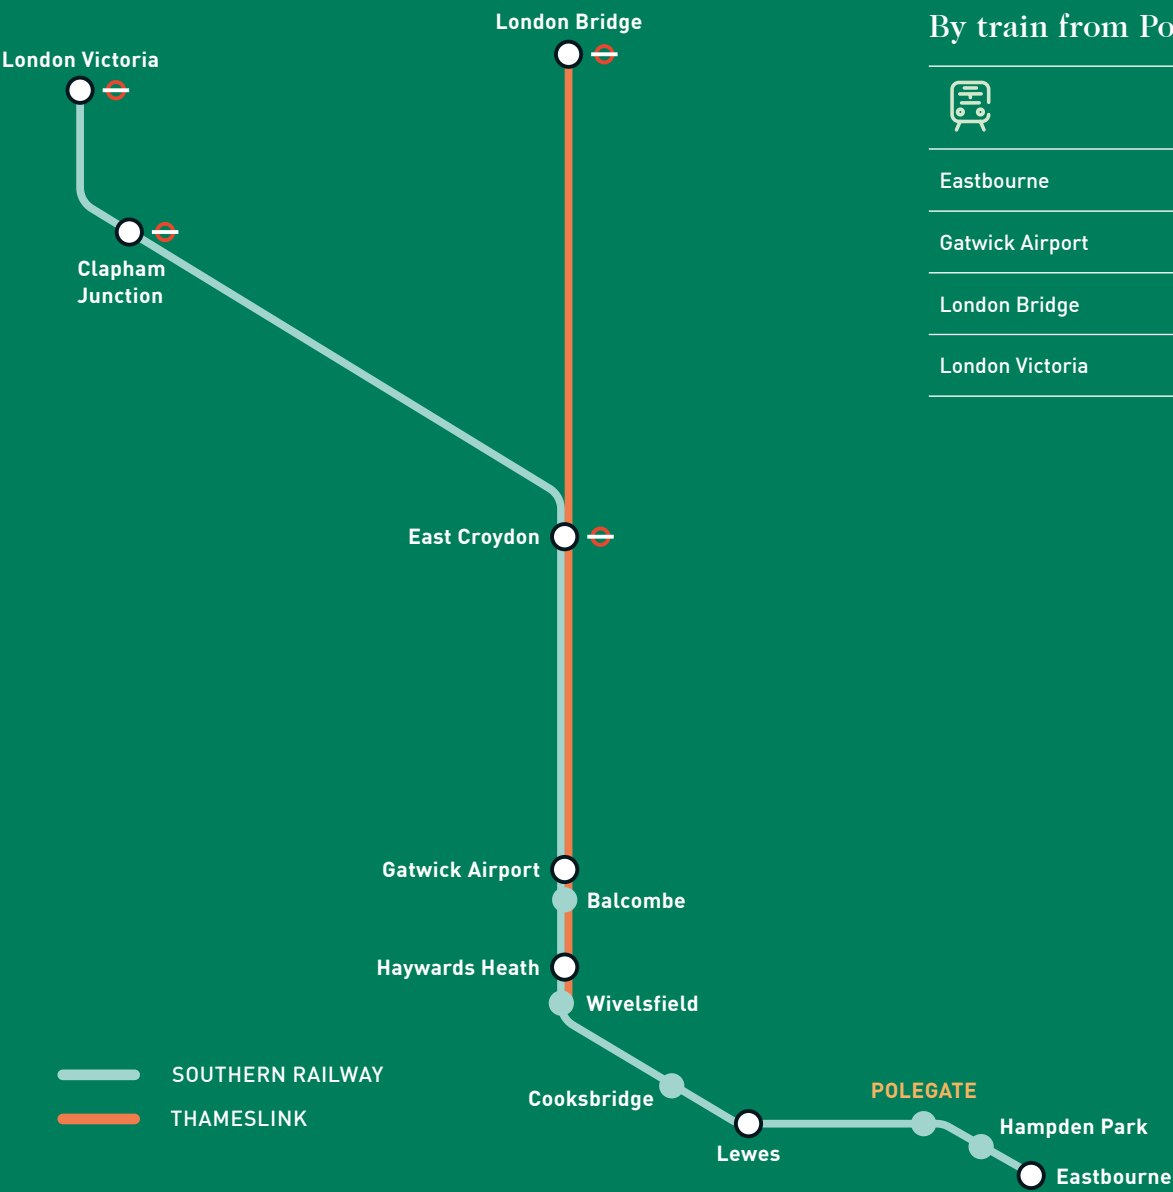 London Bridge
London Victoria
Clapham
Junction
East Croydon
Gatwick Airport
Balcombe
Haywards Heath
Wivelsfield
Cooksbridge
Lewes
POLEGATE
Hampden Park
Eastbourne
SOUTHERN RAILWAY
THAMESLINK
By train from Po
Eastbourne
Gatwick Airport
London Bridge
London Victoria